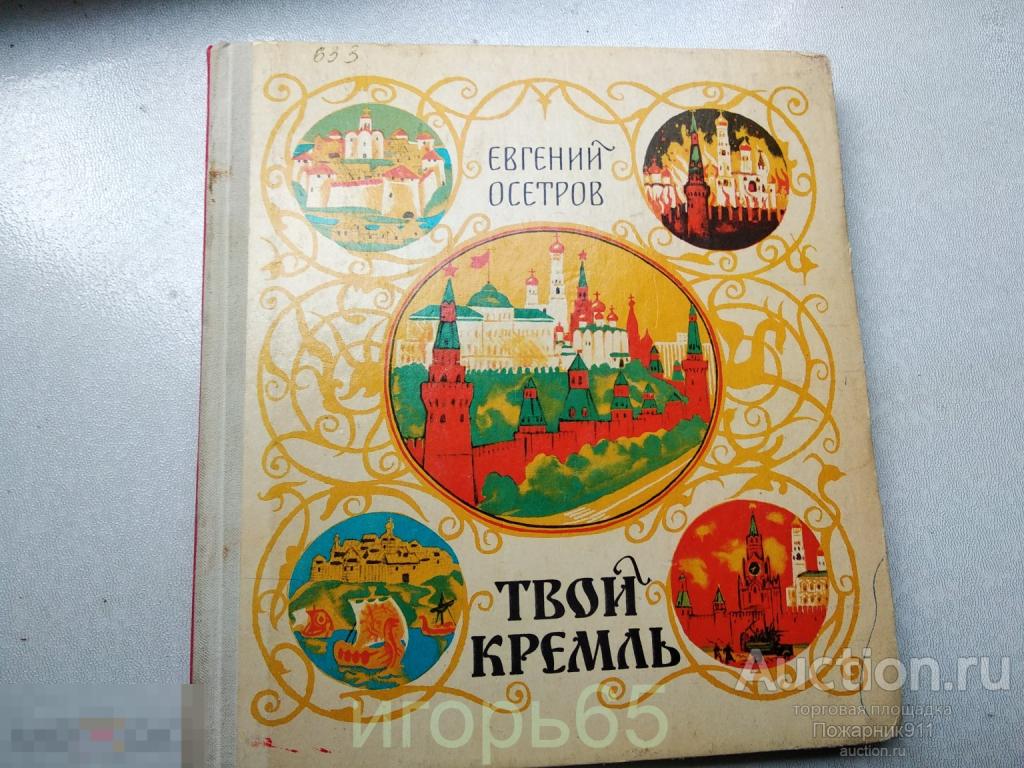 633
ЕВГЕНИЙ
ОСЕТРОВ
ТВОЙ
КРЕМЛЬ
игорь65
Auction.ru
торговая площадка
Пожарник911
auction.ru